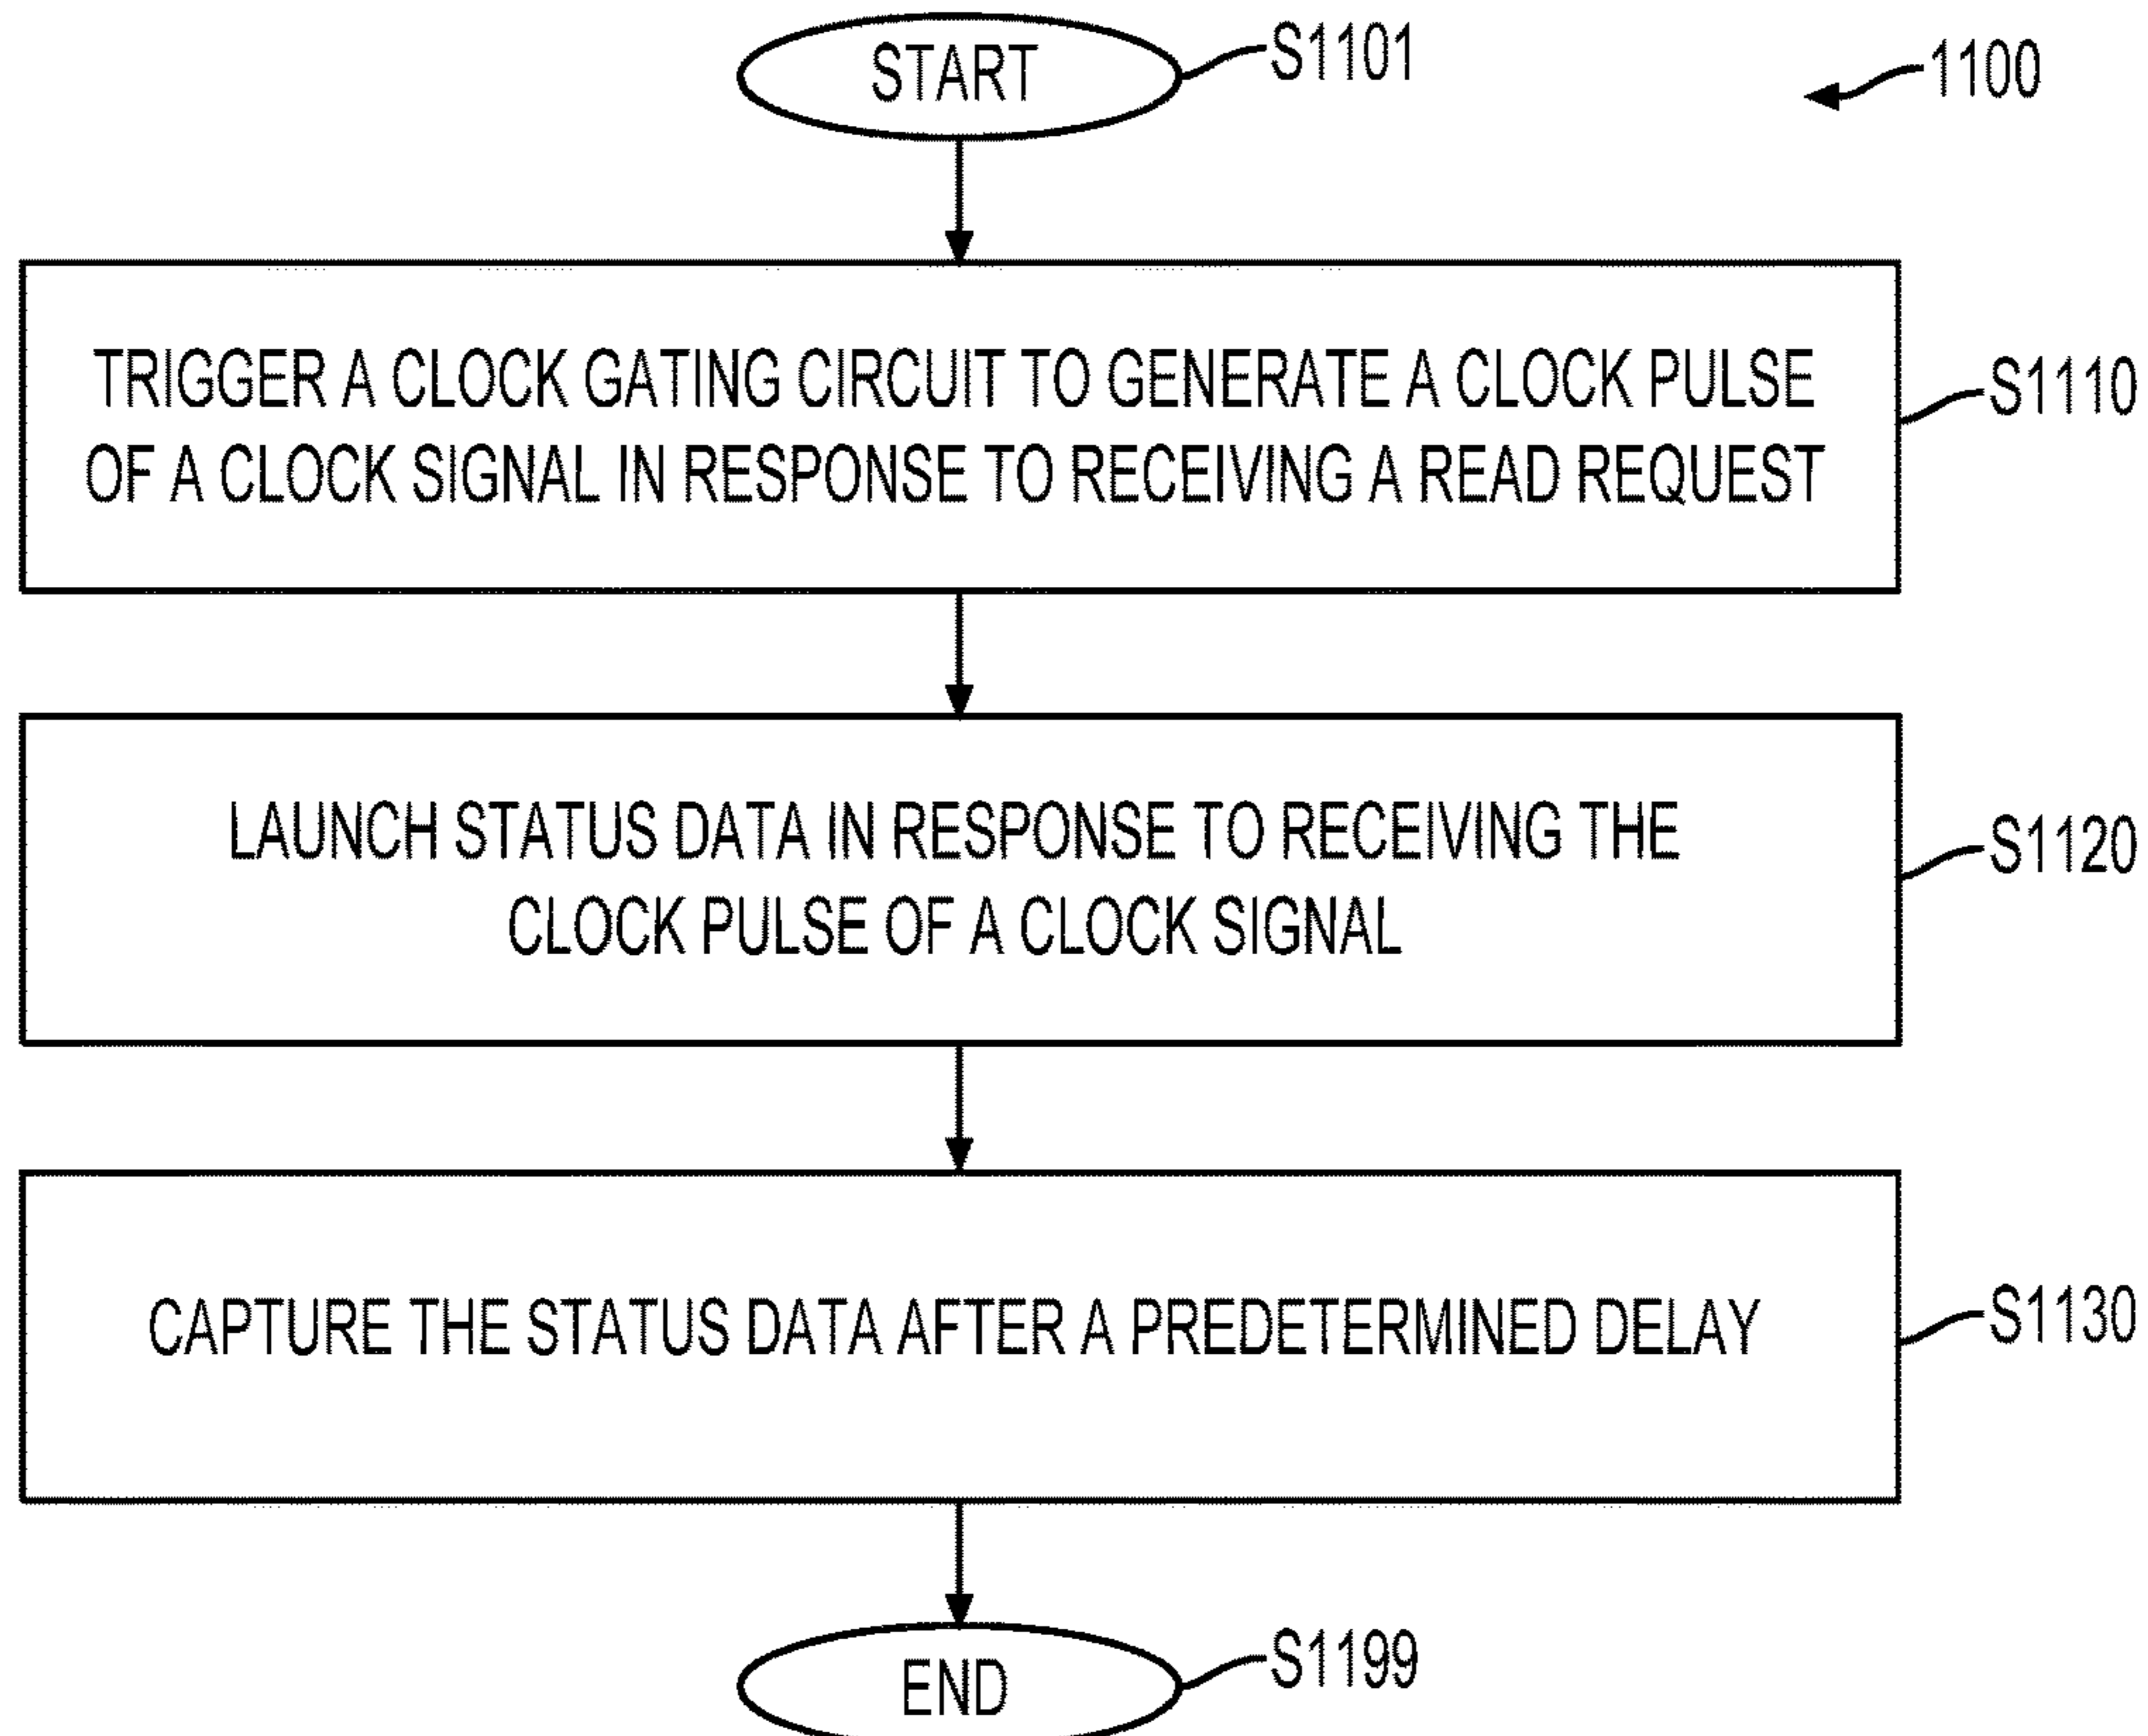 START
S1101
1100
TRIGGER A CLOCK GATING CIRCUIT TO GENERATE A CLOCK PULSE
OF A CLOCK SIGNAL IN RESPONSE TO RECEIVING A READ REQUEST
S1110
LAUNCH STATUS DATA IN RESPONSE TO RECEIVING THE
CLOCK PULSE OF A CLOCK SIGNAL
S1120
CAPTURE THE STATUS DATA AFTER A PREDETERMINED DELAY
S1130
END
S1199